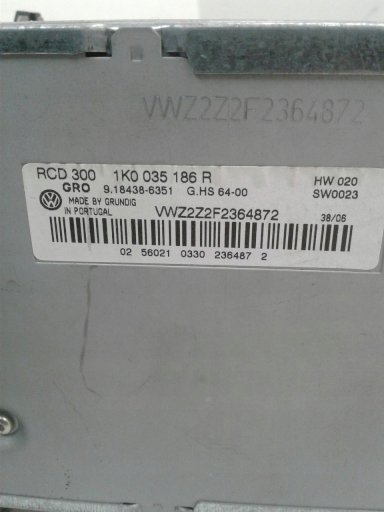 VWZ2Z2F2364872
RCD 300 1K0 035 186 R
GRO 9.18438-6351 G.HS 64-00
HW 020
SW0023
MADE BY GRUNDIG
IN PORTUGAL
VWZ2Z2F2364872
38/06
02 56021 0330 236487 2